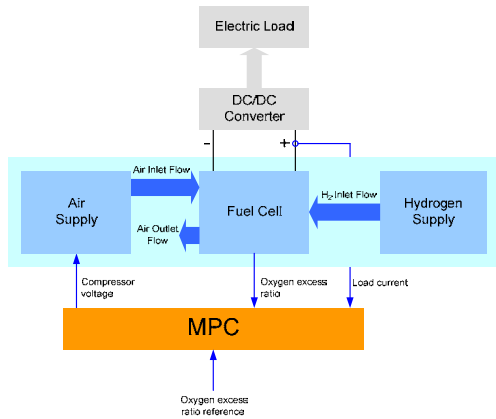 Electric Load
DC/DC
Converter
-
+
Air Inlet Flow
H2 Inlet Flow
Air
Supply
Fuel Cell
Hydrogen
Supply
Air Outlet
Flow
Compressor
voltage
Oxygen excess
ratio
Load current
MPC
Oxygen excess
ratio reference